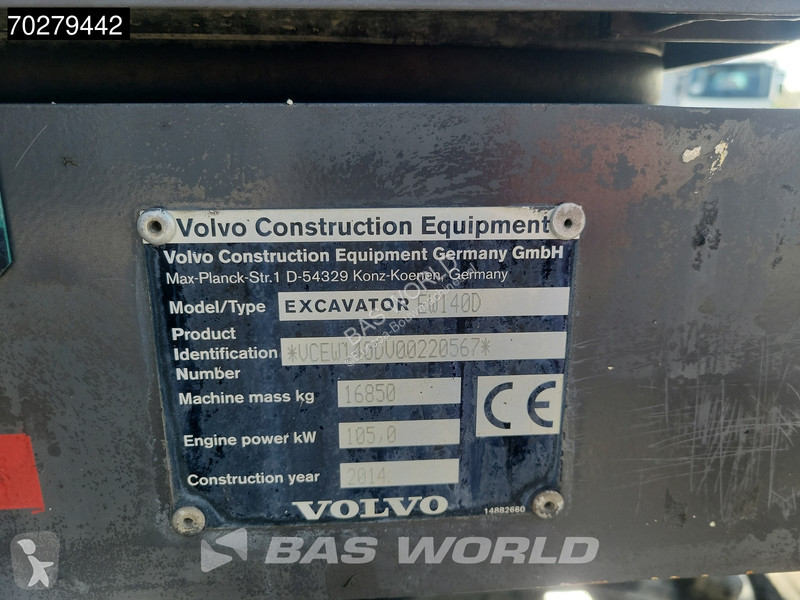 70279442
Volvo Construction Equipment
Volvo Construction Equipment Germany GmbH
Max-Planck-Str.1 D-54329 Konz-Koenen, Germany
Model/Type EXCAVATOR EW140D
Product
Identification *VCEW140DV00220567*
Number
Machine mass kg 16850
Engine power kW 105,0
Construction year 2014
CE
VOLVO
14882660
BAS WORLD
BAS WORLD